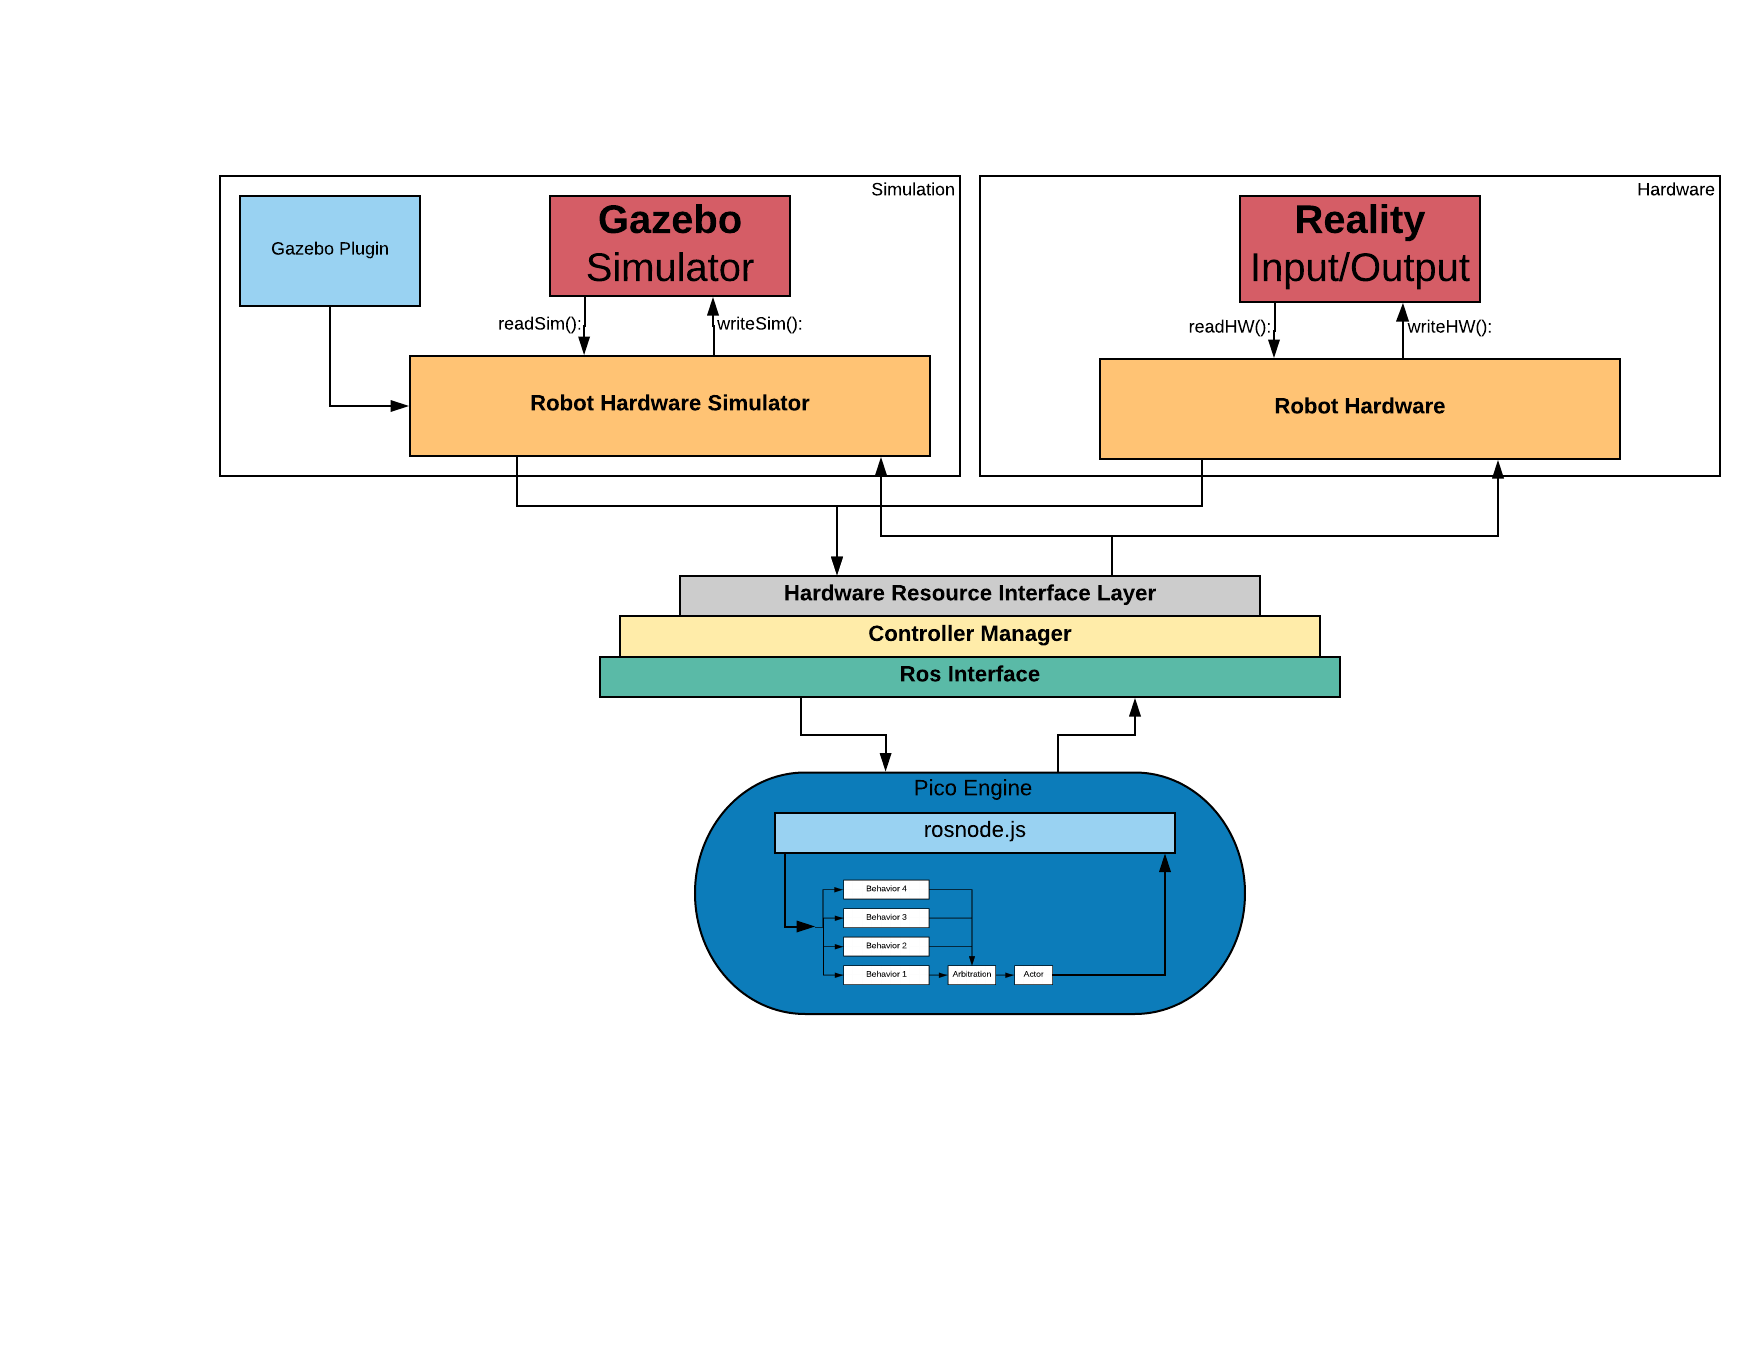 Simulation
Hardware
Gazebo Plugin
Gazebo
Simulator
Reality
Input/Output
readSim():
writeSim():
readHW():
writeHW():
Robot Hardware Simulator
Robot Hardware
Hardware Resource Interface Layer
Controller Manager
Ros Interface
Pico Engine
rosnode.js
Behavior 4
Behavior 3
Behavior 2
Behavior 1
Arbitration
Actor